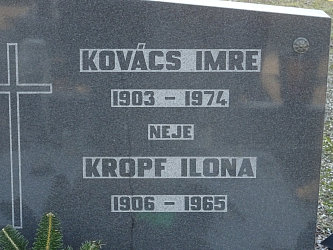 KOVÁCS IMRE
1903 - 1974
NEJE
KROPF ILONA
1906 - 1965